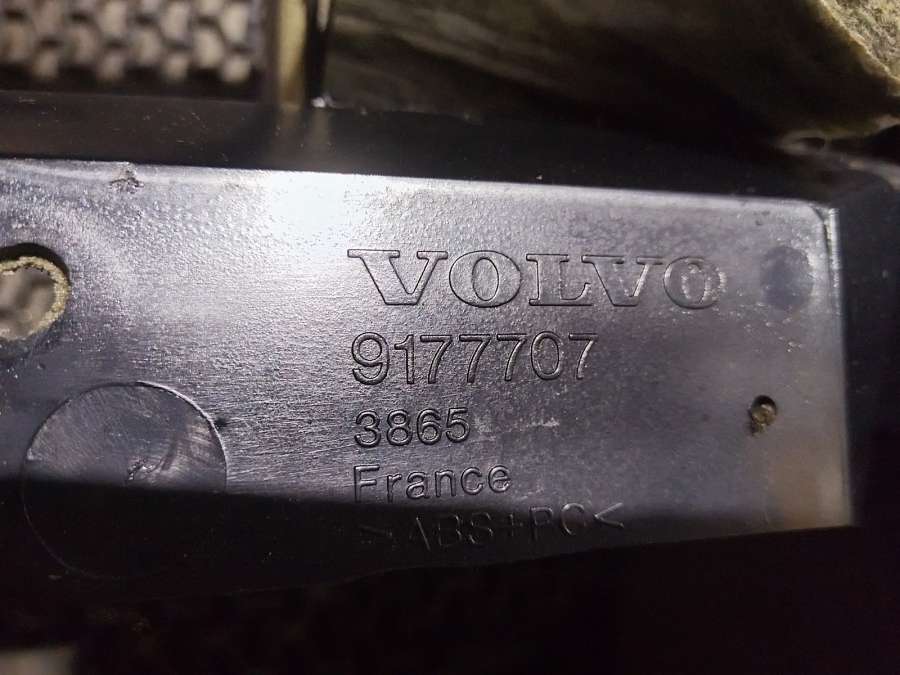 VOLVO
9177707
3865
France
>ABS+PC<